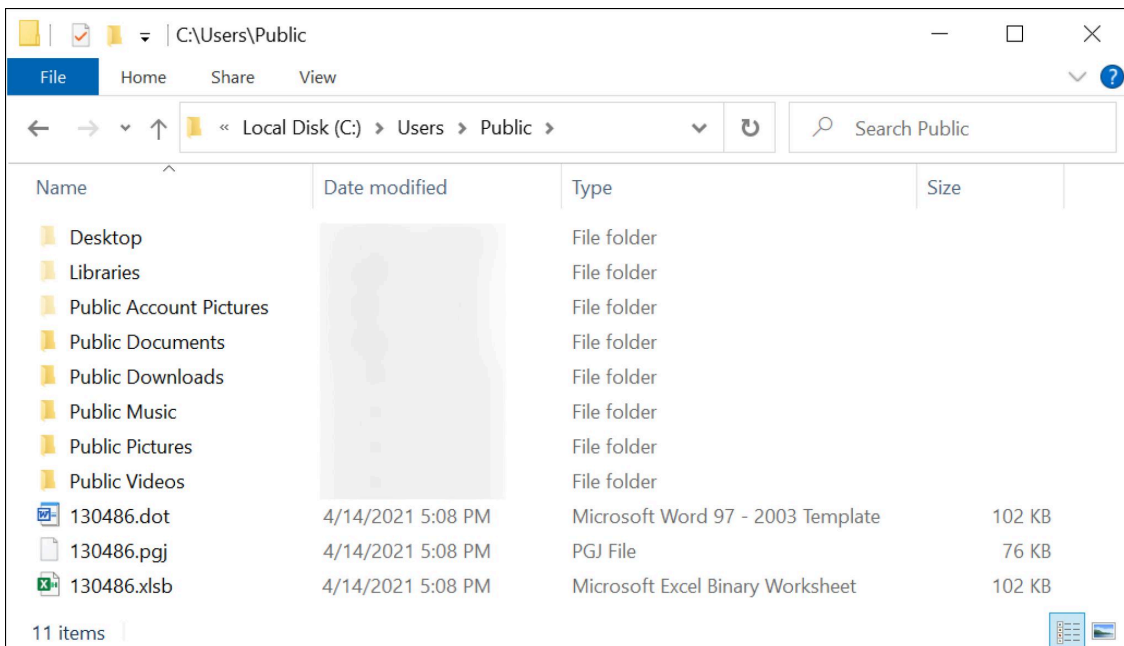 C:\Users\Public
File Home Share View ?
« Local Disk (C:) > Users > Public > Search Public
Name Date modified Type Size
Desktop File folder
Libraries File folder
Public Account Pictures File folder
Public Documents File folder
Public Downloads File folder
Public Music File folder
Public Pictures File folder
Public Videos File folder
130486.dot 4/14/2021 5:08 PM Microsoft Word 97 - 2003 Template 102 KB
130486.pgj 4/14/2021 5:08 PM PGJ File 76 KB
130486.xlsb 4/14/2021 5:08 PM Microsoft Excel Binary Worksheet 102 KB
11 items